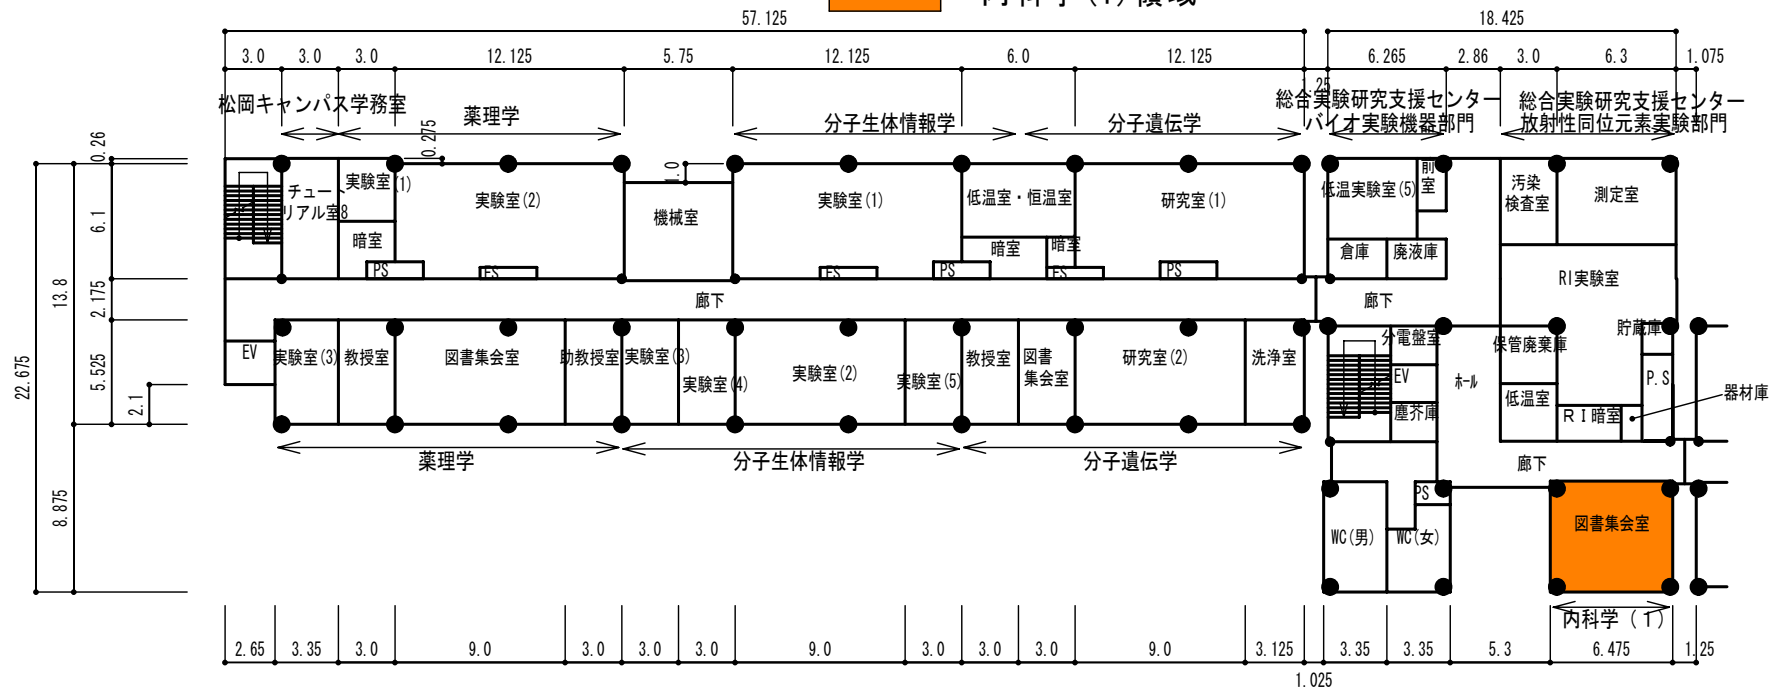 内科学(1)領域
57.125
18.425
3.0 3.0 3.0 12.125 5.75 12.125 6.0 12.125 6.265 2.86 3.0 6.3 1.075
1.25
松岡キャンパス学務室
薬理学
分子生体情報学
分子遺伝学
総合実験研究支援センター
バイオ実験機器部門
総合実験研究支援センター
放射性同位元素実験部門
0.26
0.275
1.0
チュート
リアル室8
実験室(1)
暗室
PS
実験室(2)
ES
機械室
実験室(1)
ES
PS
低温室・恒温室
暗室
暗室
ES
研究室(1)
PS
低温実験室(5)
前
室
倉庫
廃液庫
汚染
検査室
測定室
RI実験室
6.1
2.175
5.525
2.1
13.8
22.675
8.875
廊下
廊下
EV
実験室(3)
教授室
図書集会室
助教授室
実験室(3)
実験室(4)
実験室(2)
実験室(5)
教授室
図書
集会室
研究室(2)
洗浄室
分電盤室
EV
塵芥庫
ホール
保管廃棄庫
低温室
貯蔵庫
P.S
RI暗室
器材庫
薬理学
分子生体情報学
分子遺伝学
廊下
PS
WC(男)
WC(女)
図書集会室
内科学(1)
2.65 3.35 3.0 9.0 3.0 3.0 3.0 9.0 3.0 3.0 3.0 9.0 3.125 3.35 3.35 5.3 6.475 1.25
1.025